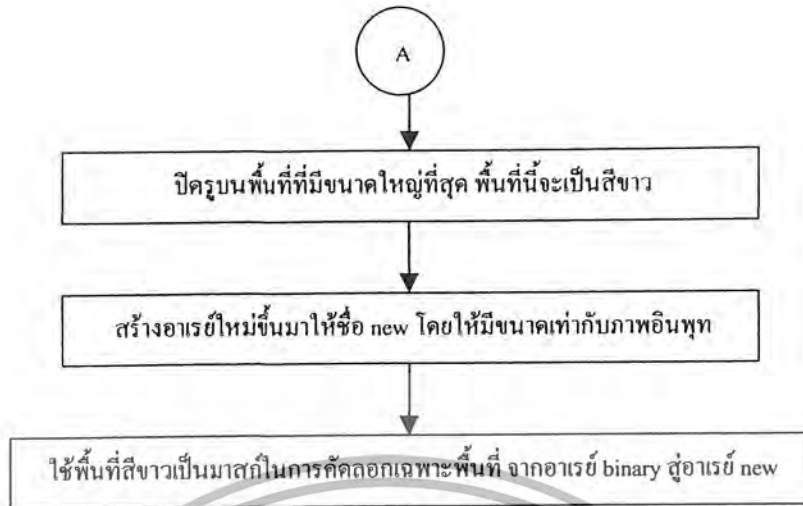 A
ปิดรูบนพื้นที่ที่มีขนาดใหญ่ที่สุด พื้นที่นี้จะเป็นสีขาว
สร้างอาเรย์ใหม่ขึ้นมาให้ชื่อ new โดยให้มีขนาดเท่ากับภาพอินพุท
ใช้พื้นที่สีขาวเป็นมาสก์ในการคัดลอกเฉพาะพื้นที่ จากอาเรย์ binary สู่อาเรย์ new